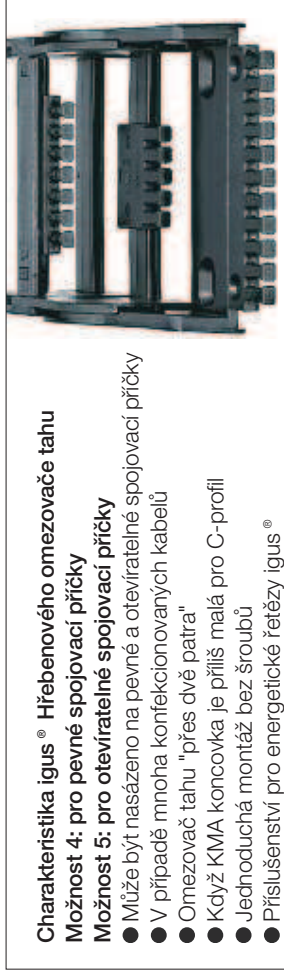 Charakteristika igus® Hřebenového omezovače tahu
Možnost 4: pro pevné spojovací příčky
Možnost 5: pro otevíratelné spojovací příčky
● Může být nasázeno na pevné a otevíratelné spojovací příčky
● V případě mnoha konfekcionovaných kabelů
● Omezovač tahu "přes dvě patra"
● Když KMA koncovka je příliš malá pro C-profil
● Jednoduchá montáž bez šroubů
● Příslušenství pro energetické řetězy igus®